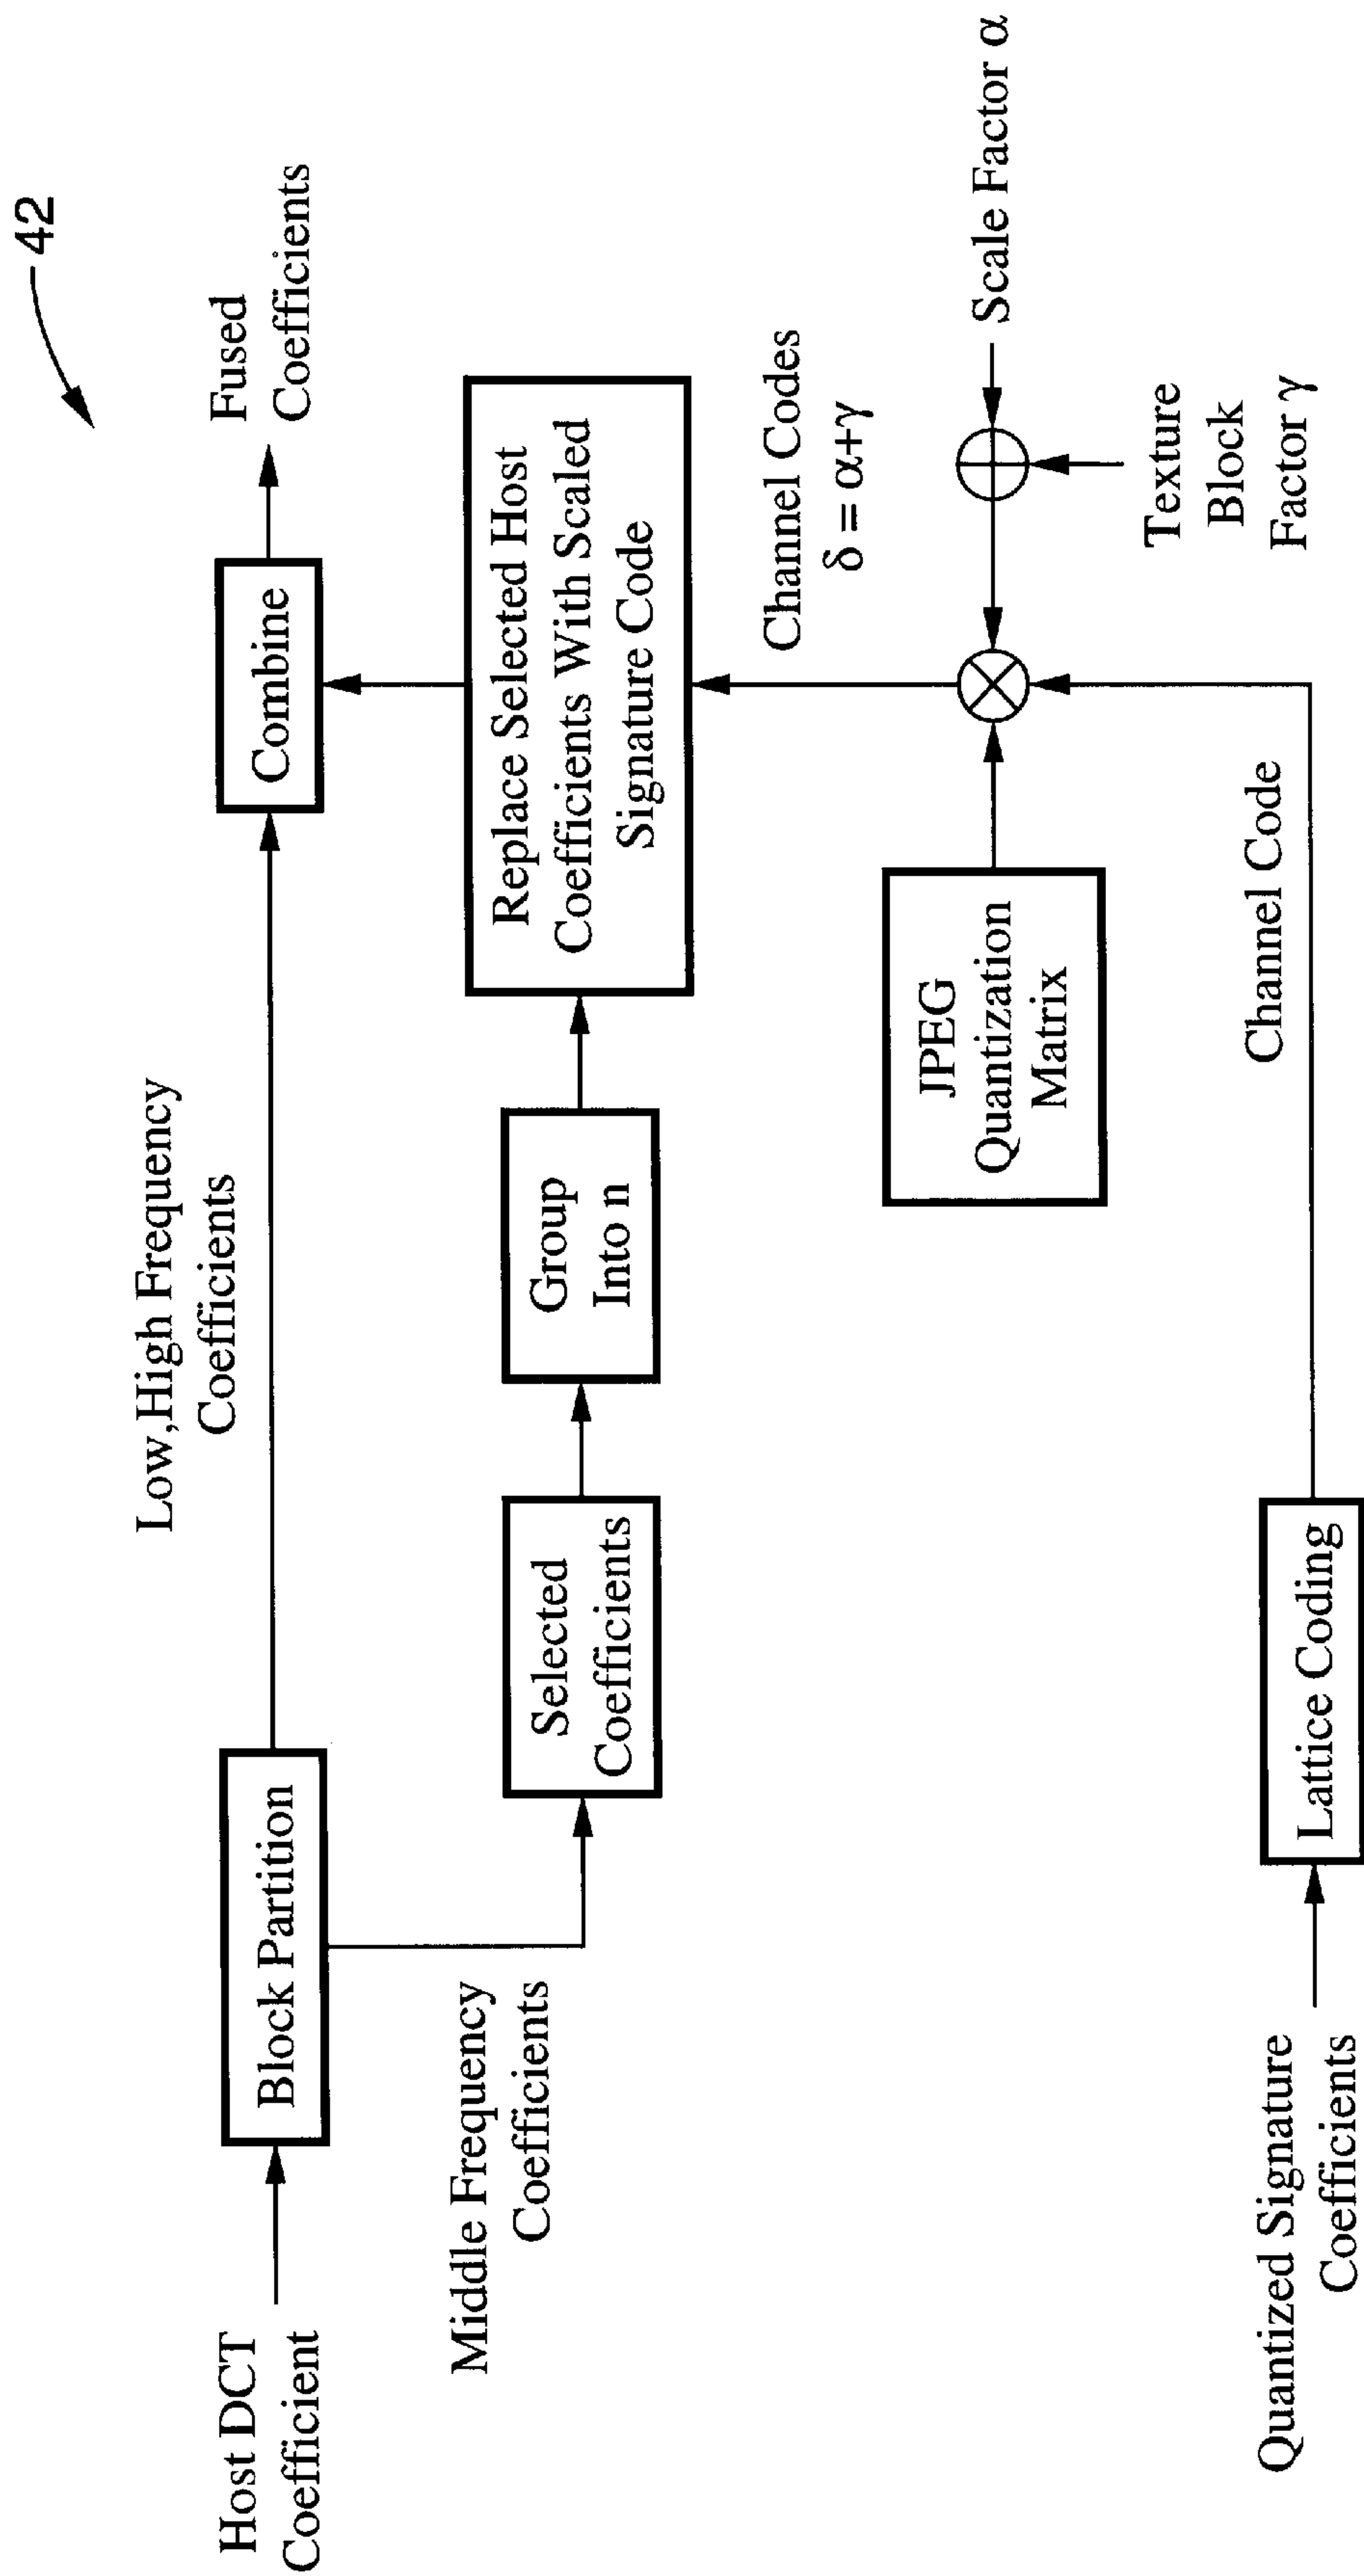 42
Host DCT
Coefficient
Block Partition
Low,High Frequency
Coefficients
Combine
Fused
Coefficients
Middle Frequency
Coefficients
Selected
Coefficients
Group
Into n
Replace Selected Host
Coefficients With Scaled
Signature Code
Channel Codes
δ = α+γ
JPEG
Quantization
Matrix
Scale Factor α
Texture
Block
Factor γ
Quantized Signature
Coefficients
Lattice Coding
Channel Code